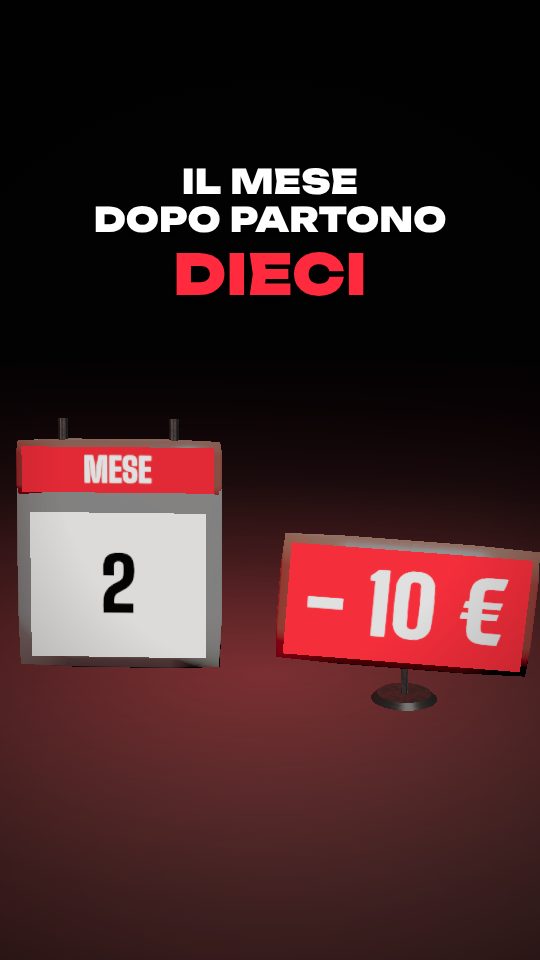 IL MESE
DOPO PARTONO
DIECI
MESE
2
– 10 €